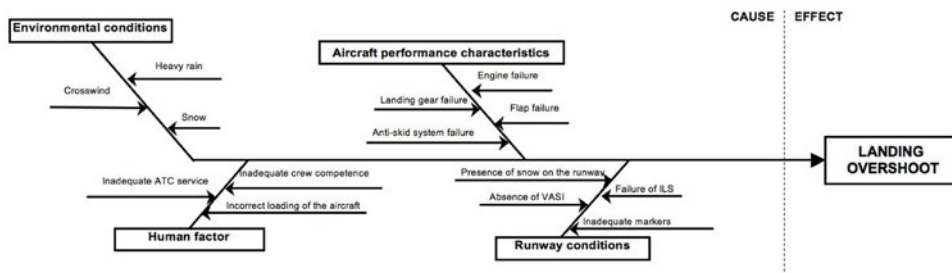 CAUSE EFFECT
Environmental conditions
Aircraft performance characteristics
Heavy rain
Engine failure
Crosswind
Landing gear failure
Flap failure
Snow
Anti-skid system failure
LANDING
OVERSHOOT
Inadequate ATC service
Inadequate crew competence
Presence of snow on the runway
Failure of ILS
Absence of VASI
Incorrect loading of the aircraft
Inadequate markers
Human factor
Runway conditions